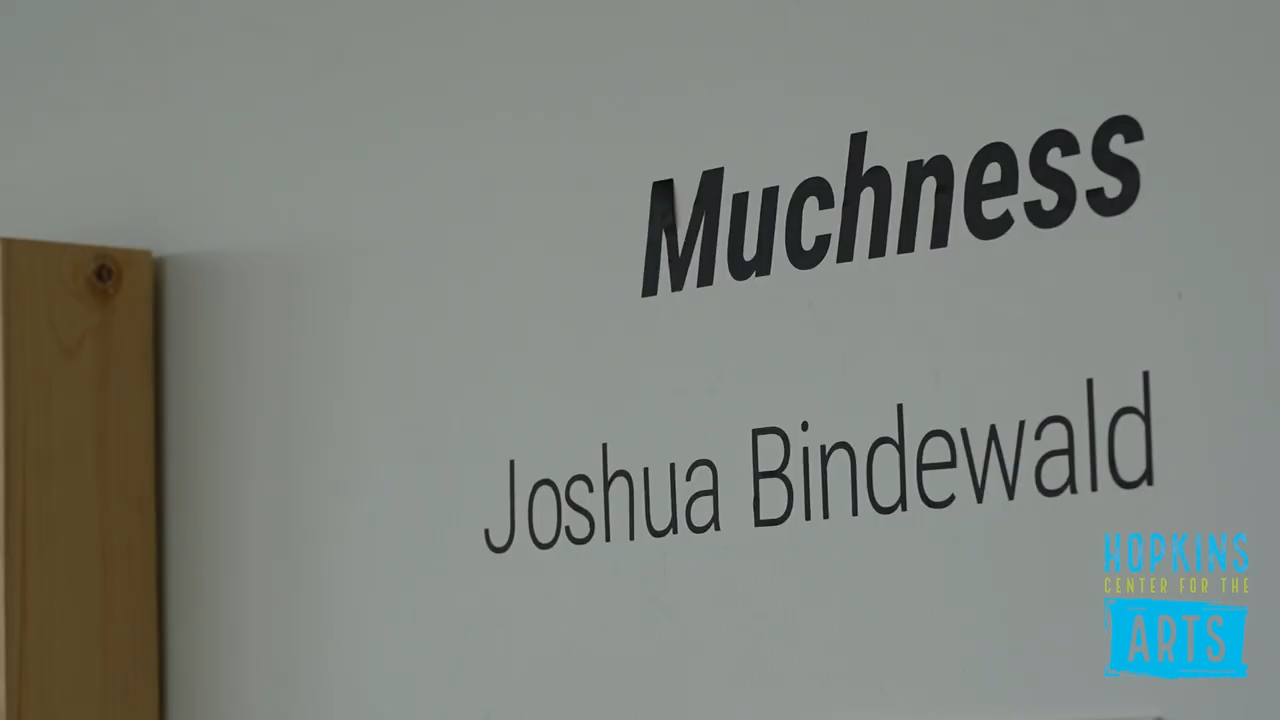 Muchness
Joshua Bindewald
HOPKINS
CENTER FOR THE
ARTS